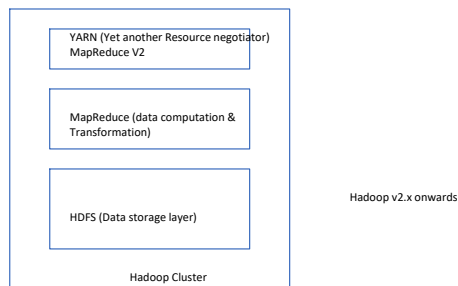 YARN (Yet another Resource negotiator)
MapReduce V2
MapReduce (data computation &
Transformation)
HDFS (Data storage layer)
Hadoop v2.x onwards
Hadoop Cluster